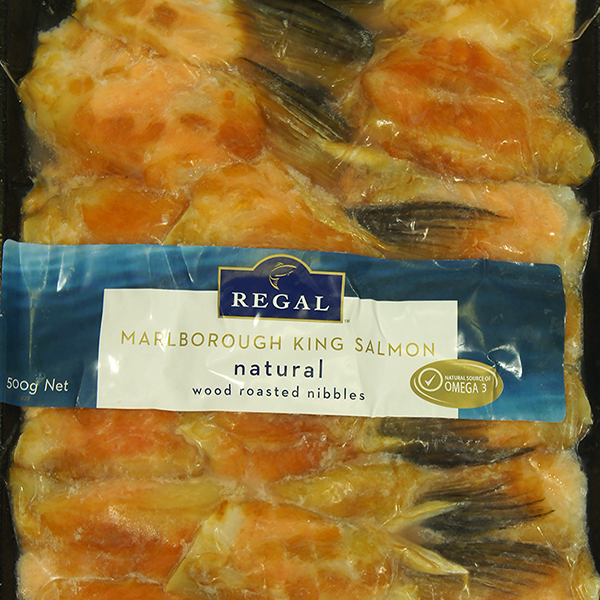 REGAL
MARLBOROUGH KING SALMON
natural
wood roasted nibbles
500g Net
NATURAL SOURCE OF
OMEGA 3